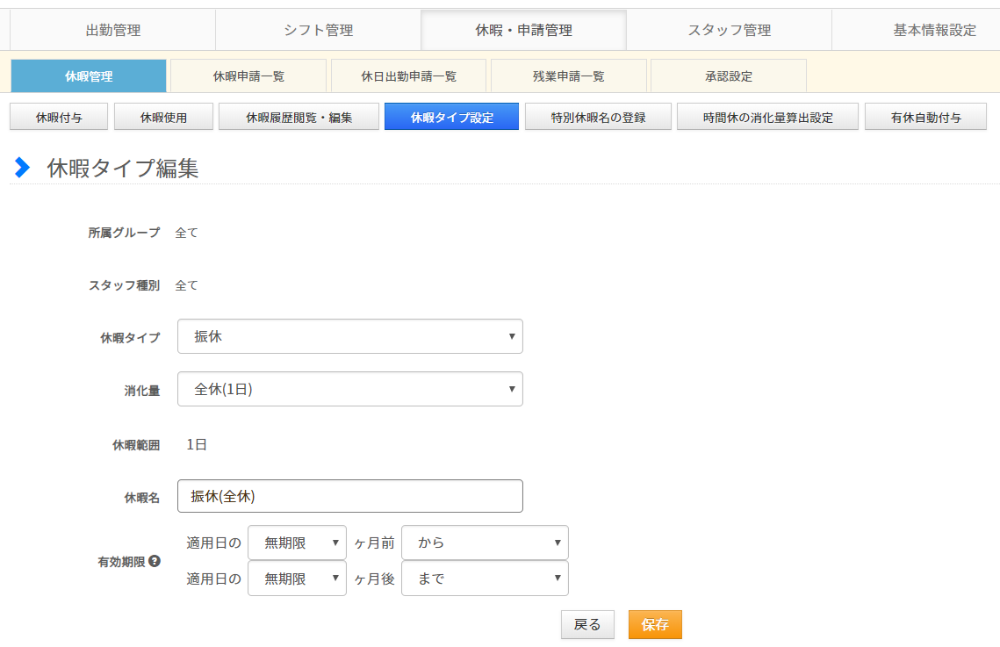 出勤管理 シフト管理 休暇・申請管理 スタッフ管理 基本情報設定
休暇管理 休暇申請一覧 休日出勤申請一覧 残業申請一覧 承認設定
休暇付与 休暇使用 休暇履歴閲覧・編集 休暇タイプ設定 特別休暇名の登録 時間休の消化量算出設定 有休自動付与
休暇タイプ編集
所属グループ 全て
スタッフ種別 全て
休暇タイプ 振休
消化量 全休(1日)
休暇範囲 1日
休暇名 振休(全休)
適用日の 無期限 ヶ月前 から
有効期限
適用日の 無期限 ヶ月後 まで
戻る 保存